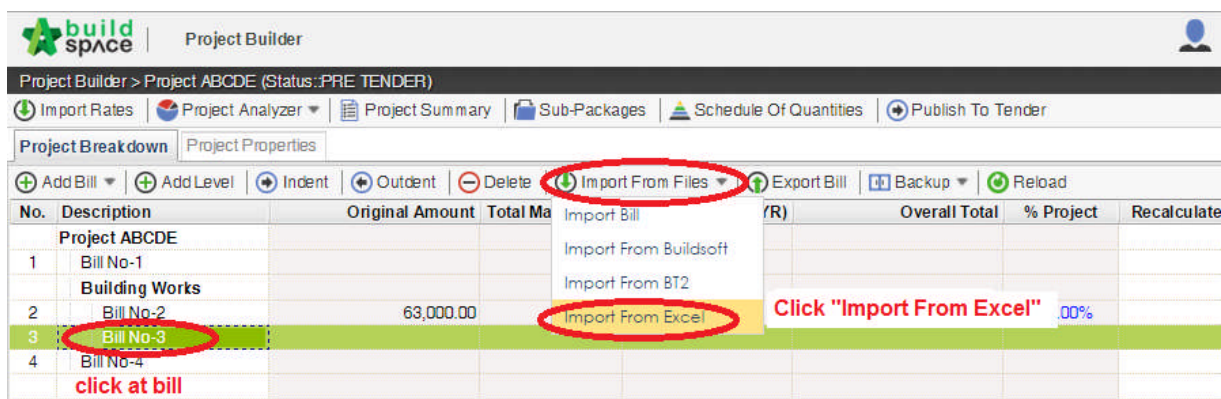 build
space
Project Builder
Project Builder > Project ABCDE (Status::PRE TENDER)
Import Rates Project Analyzer Project Summary Sub-Packages Schedule Of Quantities Publish To Tender
Project Breakdown Project Properties
Add Bill Add Level Indent Outdent Delete Import From Files Export Bill Backup Reload
No. Description Original Amount Total Ma YR) Overall Total % Project Recalculate
Import Bill
Project ABCDE
Import From Buildsoft
1 Bill No-1
Building Works
Import From BT2
2 Bill No-2 63,000.00 .00%
Import From Excel Click "Import From Excel"
3 Bill No-3
4 Bill No-4
click at bill